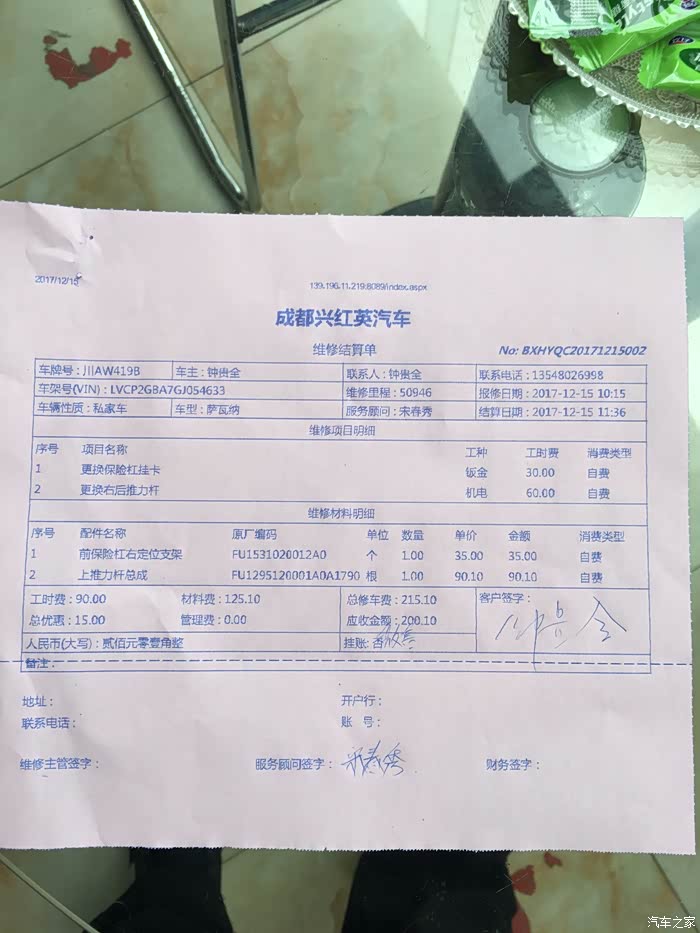 2017/12/15
139.196.11.219:8089/index.aspx
成都兴红英汽车
维修结算单
No: BXHYQC20171215002
车牌号：川AW419B 车主：钟贵全 联系人：钟贵全 联系电话：13548026998
车架号(VIN)：LVCP2GBA7GJ054633 维修里程：50946 报修日期：2017-12-15 10:15
车辆性质：私家车 车型：萨瓦纳 服务顾问：宋春秀 结算日期：2017-12-15 11:36
维修项目明细
序号 项目名称 工种 工时费 消费类型
1 更换保险杠挂卡 钣金 30.00 自费
2 更换右后推力杆 机电 60.00 自费
维修材料明细
序号 配件名称 原厂编码 单位 数量 单价 金额 消费类型
1 前保险杠右定位支架 FU1531020012A0 个 1.00 35.00 35.00 自费
2 上推力杆总成 FU1295120001A0A1790 根 1.00 90.10 90.10 自费
工时费：90.00 材料费：125.10 总修车费：215.10 客户签字：
总优惠：15.00 管理费：0.00 应收金额：200.10 钟贵全
人民币(大写)：贰佰元零壹角整 挂账：否
备注：
地址： 开户行：
联系电话： 账 号：
维修主管签字： 服务顾问签字：宋春秀 财务签字：
汽车之家